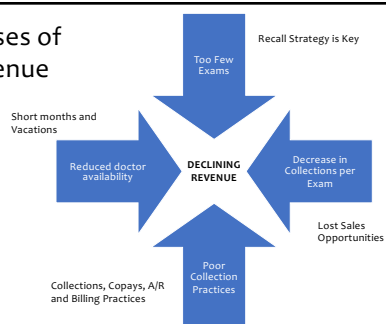 ses of
enue
Recall Strategy is Key
Too Few
Exams
Short months and
Vacations
Reduced doctor
availability
DECLINING
REVENUE
Decrease in
Collections per
Exam
Lost Sales
Opportunities
Poor
Collection
Practices
Collections, Copays, A/R
and Billing Practices